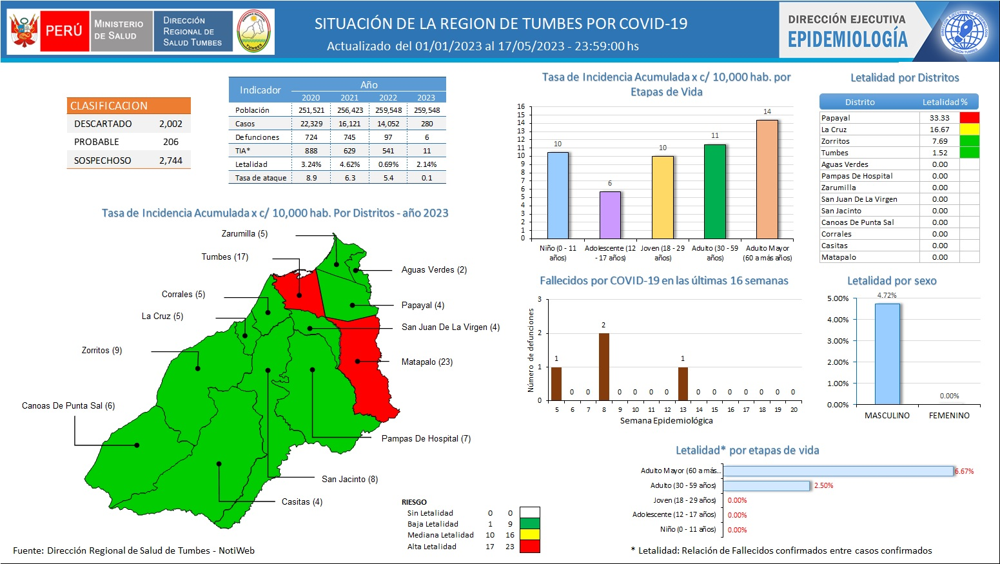 PERÚ
MINISTERIO
DE SALUD
DIRECCIÓN
REGIONAL DE
SALUD TUMBES
TUMBES
SITUACIÓN DE LA REGION DE TUMBES POR COVID-19
Actualizado del 01/01/2023 al 17/05/2023 - 23:59:00 hs
DIRECCIÓN EJECUTIVA
EPIDEMIOLOGÍA
REGIÓN TUMBES
CLASIFICACION
DESCARTADO 2,002
PROBABLE 206
SOSPECHOSO 2,744
Indicador Año
2020 2021 2022 2023
Población 251,521 256,423 259,548 259,548
Casos 22,329 16,121 14,052 280
Defunciones 724 745 97 6
TIA* 888 629 541 11
Letalidad 3.24% 4.62% 0.69% 2.14%
Tasa de ataque 8.9 6.3 5.4 0.1
Tasa de Incidencia Acumulada x c/ 10,000 hab. Por Distritos - año 2023
Zarumilla (5)
Tumbes (17)
Aguas Verdes (2)
Corrales (5)
Papayal (4)
La Cruz (5)
San Juan De La Virgen (4)
Zorritos (9)
Matapalo (23)
Canoas De Punta Sal (6)
Pampas De Hospital (7)
San Jacinto (8)
Casitas (4)
RIESGO
Sin Letalidad 0 0
Baja Letalidad 1 9
Mediana Letalidad 10 16
Alta Letalidad 17 23
Fuente: Dirección Regional de Salud de Tumbes - NotiWeb
Tasa de Incidencia Acumulada x c/ 10,000 hab. por
Etapas de Vida
16
15
14
13
12
11
10
9
8
7
6
5
4
3
2
1
0
10 6 10 11 14
Niño (0 - 11 Adolescente (12 Joven (18 - 29 Adulto (30 - 59 Adulto Mayor
años) - 17 años) años) años) (60 a más años)
Letalidad por Distritos
Distrito Letalidad %
Papayal 33.33
La Cruz 16.67
Zorritos 7.69
Tumbes 1.52
Aguas Verdes 0.00
Pampas De Hospital 0.00
Zarumilla 0.00
San Juan De La Virgen 0.00
San Jacinto 0.00
Canoas De Punta Sal 0.00
Corrales 0.00
Casitas 0.00
Matapalo 0.00
Fallecidos por COVID-19 en las últimas 16 semanas
Número de defunciones
3
2
1
0
1 0 0 2 0 0 0 0 1 0 0 0 0 0 0 0
5 6 7 8 9 10 11 12 13 14 15 16 17 18 19 20
Semana Epidemiológica
Letalidad por sexo
5.00%
4.00%
3.00%
2.00%
1.00%
0.00%
4.72%
0.00%
MASCULINO FEMENINO
Letalidad* por etapas de vida
Adulto Mayor (60 a más... 6.67%
Adulto (30 - 59 años) 2.50%
Joven (18 - 29 años) 0.00%
Adolescente (12 - 17 años) 0.00%
Niño (0 - 11 años) 0.00%
* Letalidad: Relación de Fallecidos confirmados entre casos confirmados